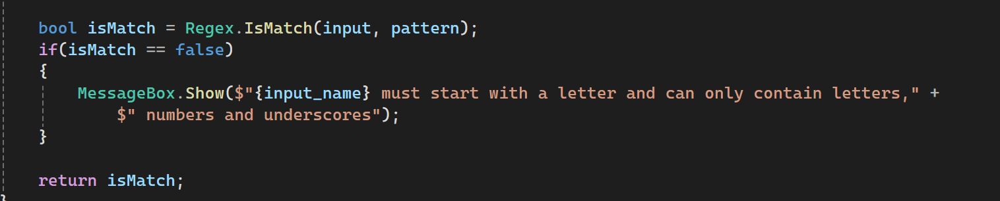 bool isMatch = Regex.IsMatch(input, pattern);
if(isMatch == false)
{
MessageBox.Show($"{input_name} must start with a letter and can only contain letters," +
$" numbers and underscores");
}
return isMatch;
}